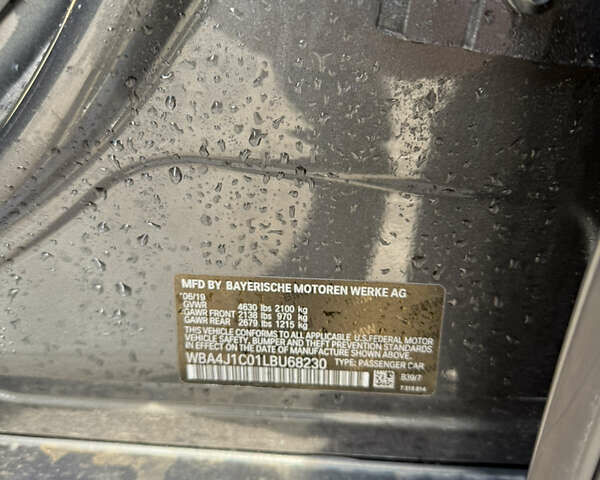 MFD BY BAYERISCHE MOTOREN WERKE AG
06/19
GVWR 4630 lbs 2100 kg
GAWR FRONT 2138 lbs 970 kg
GAWR REAR 2679 lbs 1215 kg
THIS VEHICLE CONFORMS TO ALL APPLICABLE U.S.FEDERAL MOTOR
VEHICLE SAFETY, BUMPER AND THEFT PREVENTION STANDARDS IN
EFFECT ON THE DATE OF MANUFACTURE SHOWN ABOVE.
WBA4J1C01LBU68230 TYPE: PASSENGER CAR
B39/7